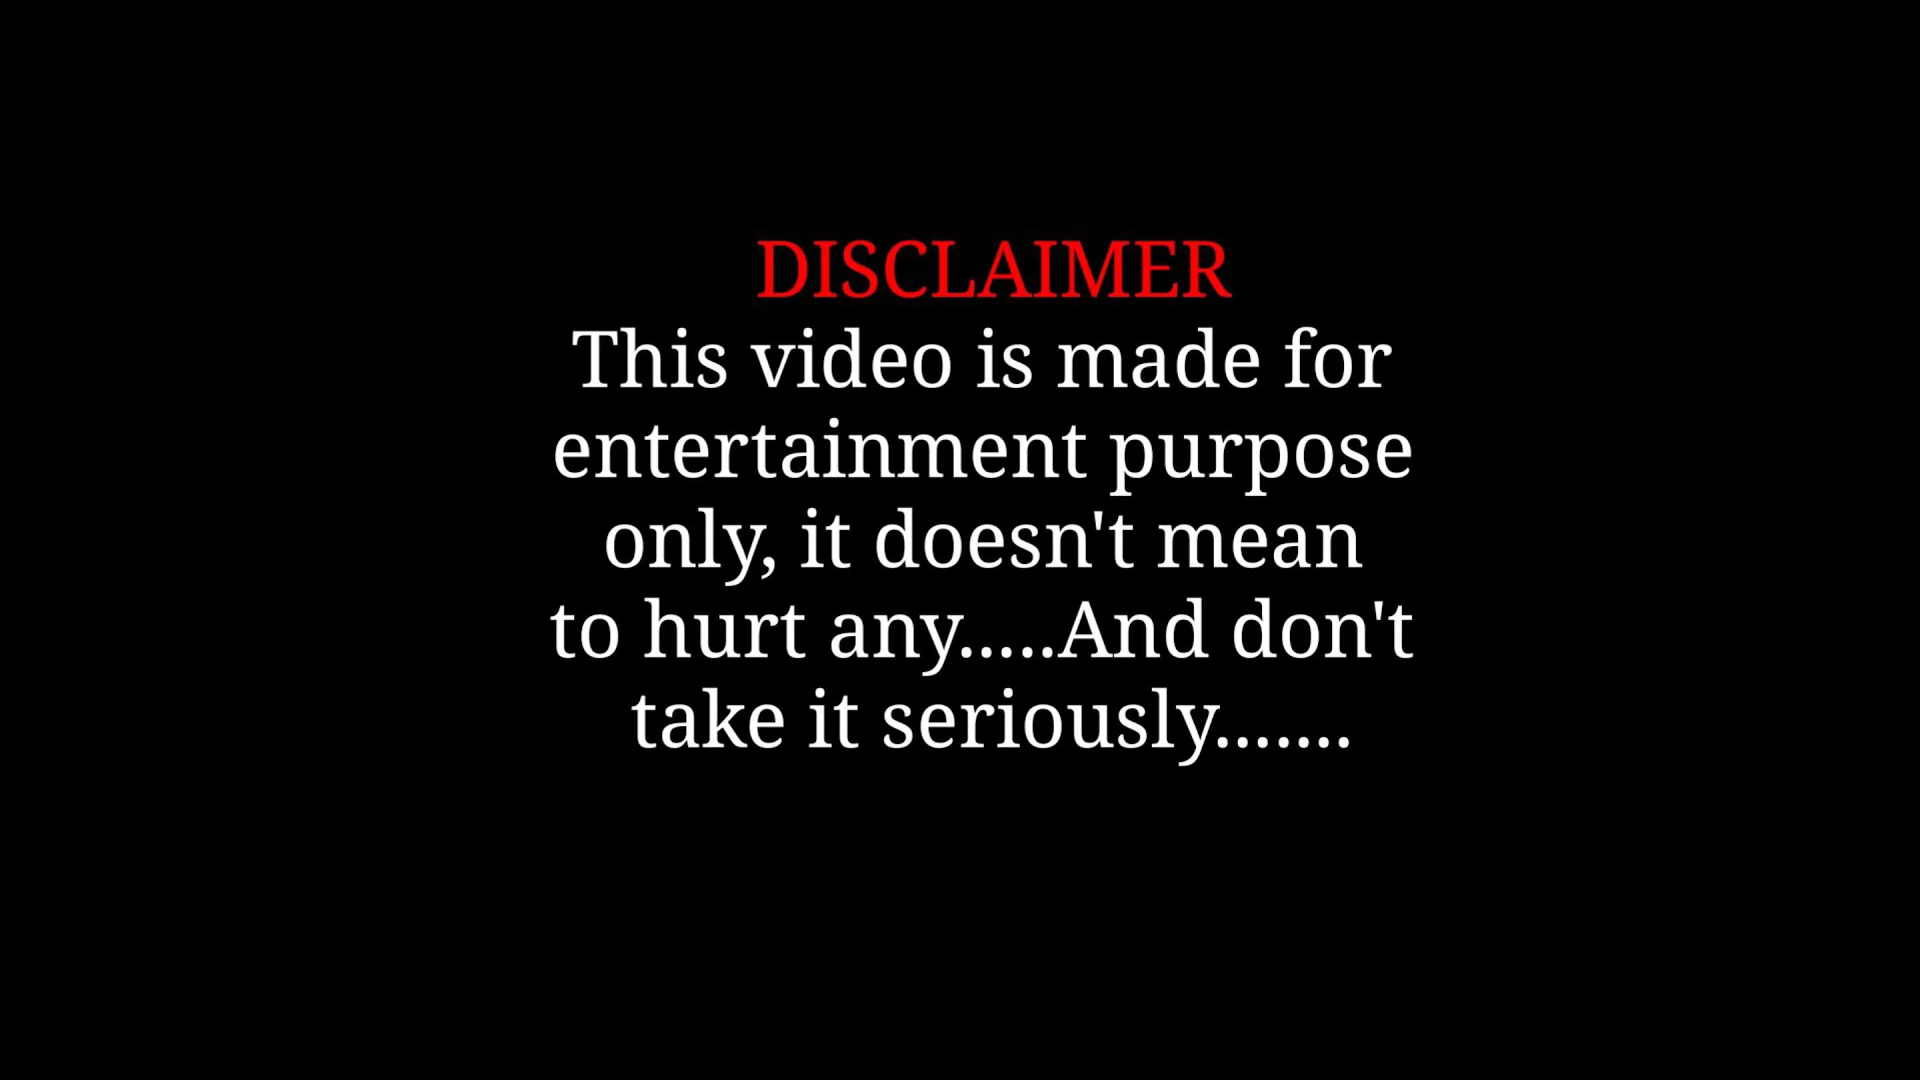 DISCLAIMER
This video is made for
entertainment purpose
only, it doesn't mean
to hurt any.....And don't
take it seriously.......